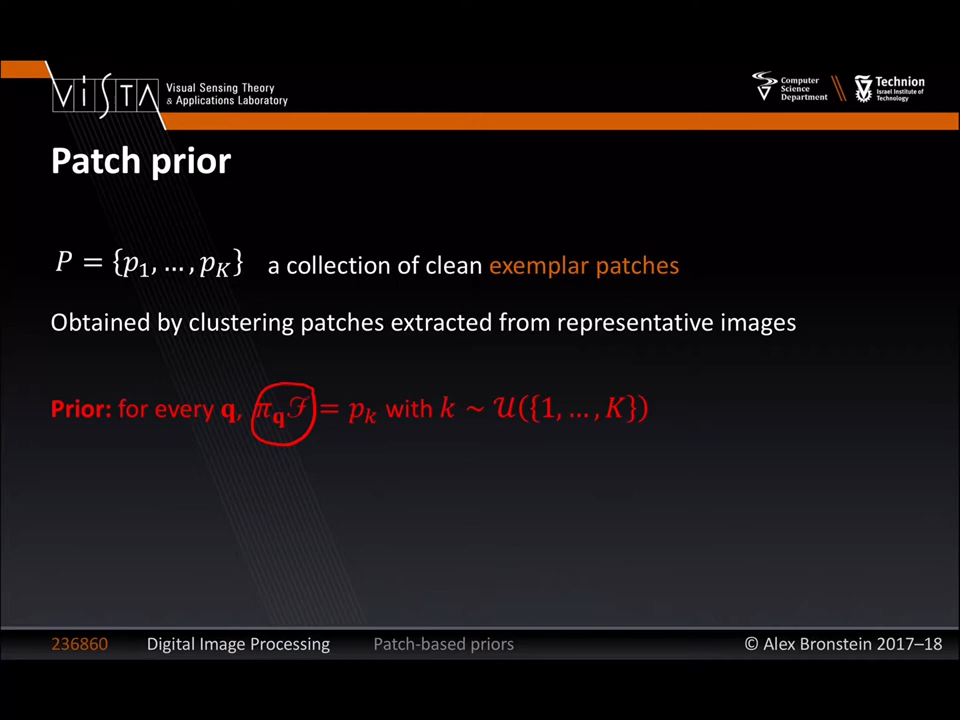 ViSTA Visual Sensing Theory & Applications Laboratory
Computer Science Department
Technion Israel Institute of Technology
Patch prior
P = {p₁, …, p_K} a collection of clean exemplar patches
Obtained by clustering patches extracted from representative images
Prior: for every q, π_qℱ = p_k with k ~ 𝒰({1, …, K})
236860 Digital Image Processing Patch-based priors © Alex Bronstein 2017–18